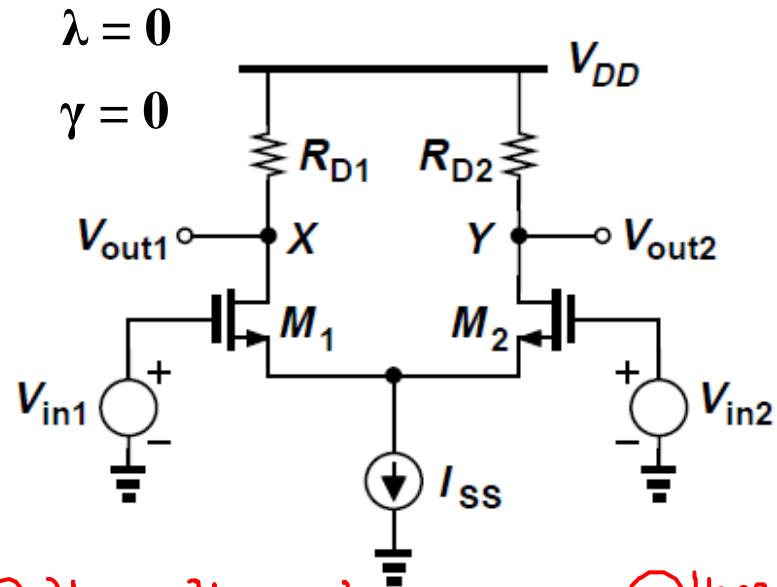 λ = 0
γ = 0
V_DD
R_D1
R_D2
V_out1
X
Y
V_out2
M_1
M_2
V_in1
+
−
+
−
V_in2
I_SS